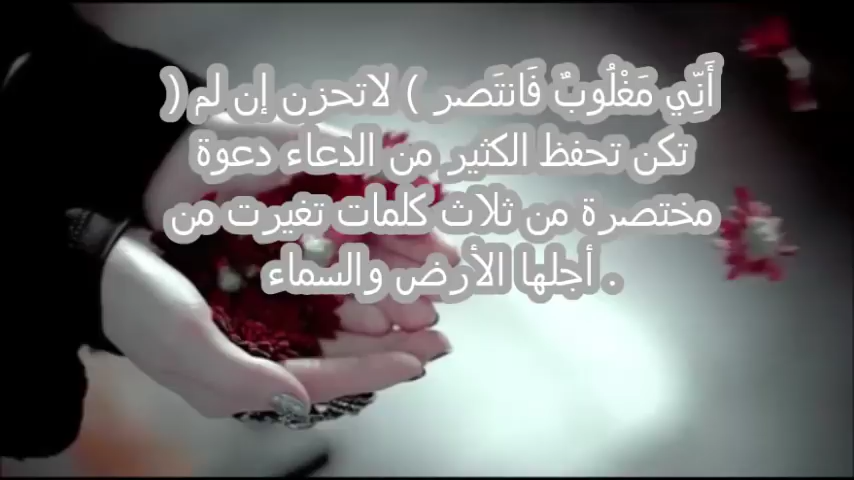 أَنِّي مَغْلُوبٌ فَانتَصر ) لاتحزن إن لم (
تكن تحفظ الكثير من الدعاء دعوة
مختصرة من ثلاث كلمات تغيرت من
. أجلها الأرض والسماء